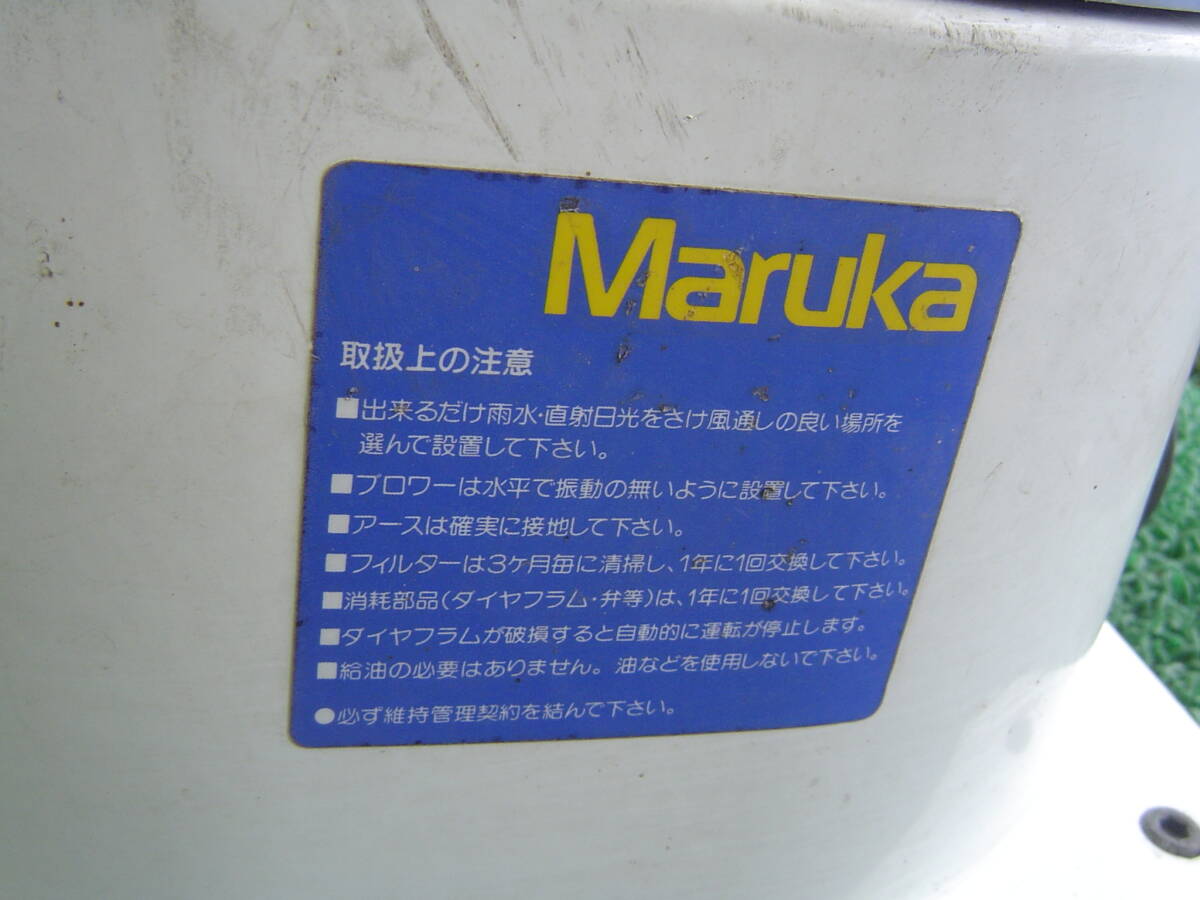 Maruka
取扱上の注意
■出来るだけ雨水・直射日光をさけ風通しの良い場所を
選んで設置して下さい。
■ブロワーは水平で振動の無いように設置して下さい。
■アースは確実に接地して下さい。
■フィルターは3ヶ月毎に清掃し、1年に1回交換して下さい。
■消耗部品(ダイヤフラム・弁等)は、1年に1回交換して下さい。
■ダイヤフラムが破損すると自動的に運転が停止します。
■給油の必要はありません。油などを使用しないで下さい。
●必ず維持管理契約を結んで下さい。